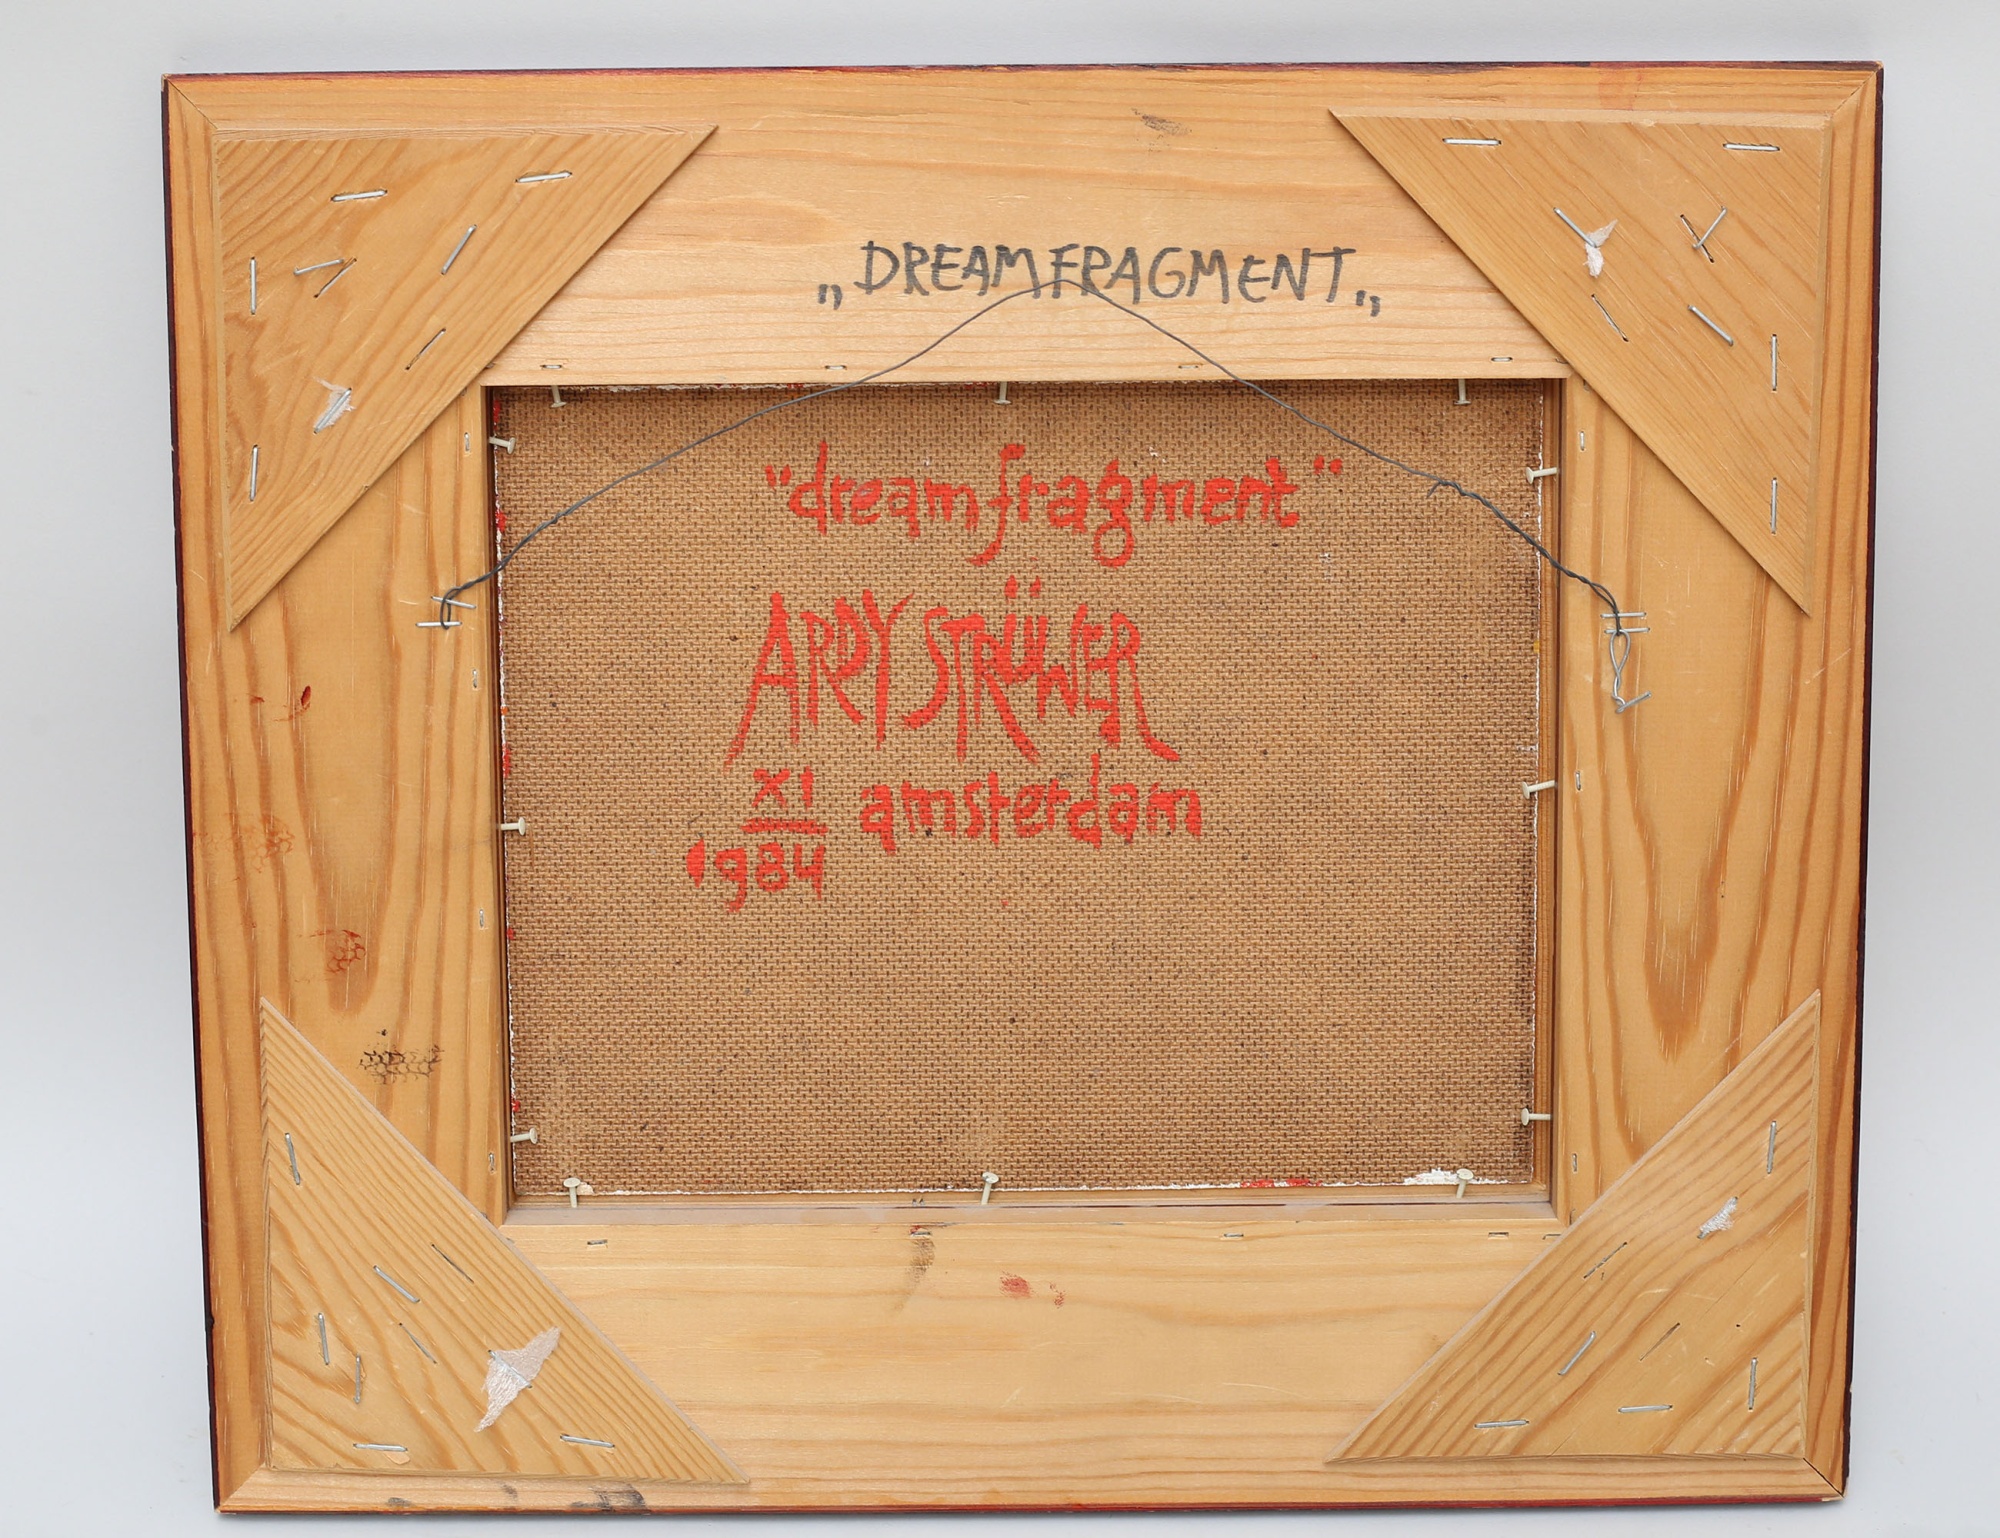 „DREAMFRAGMENT„
"dreamfragment"
ARDY STRÜWER
XI amsterdam
1984